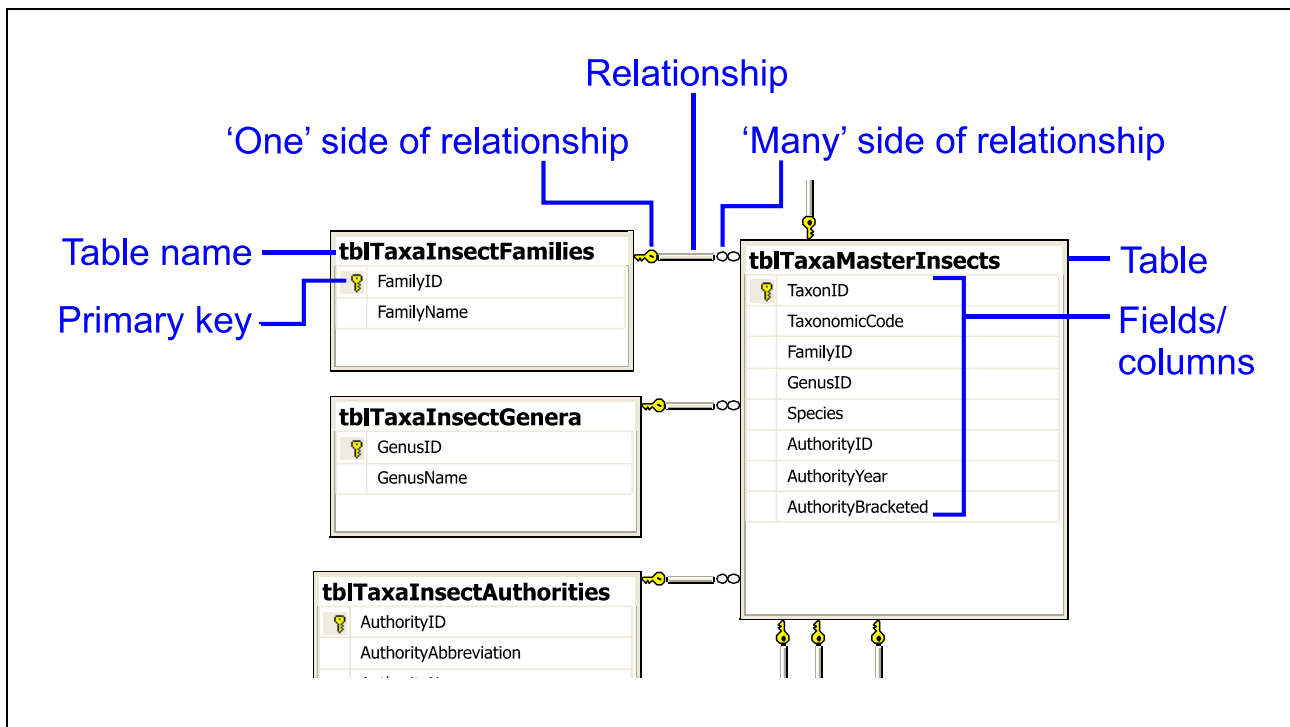 Relationship
‘One’ side of relationship
‘Many’ side of relationship
Table name
Primary key
tblTaxaInsectFamilies
FamilyID
FamilyName
tblTaxaInsectGenera
GenusID
GenusName
tblTaxaInsectAuthorities
AuthorityID
AuthorityAbbreviation
tblTaxaMasterInsects
TaxonID
TaxonomicCode
FamilyID
GenusID
Species
AuthorityID
AuthorityYear
AuthorityBracketed
Table
Fields/
columns